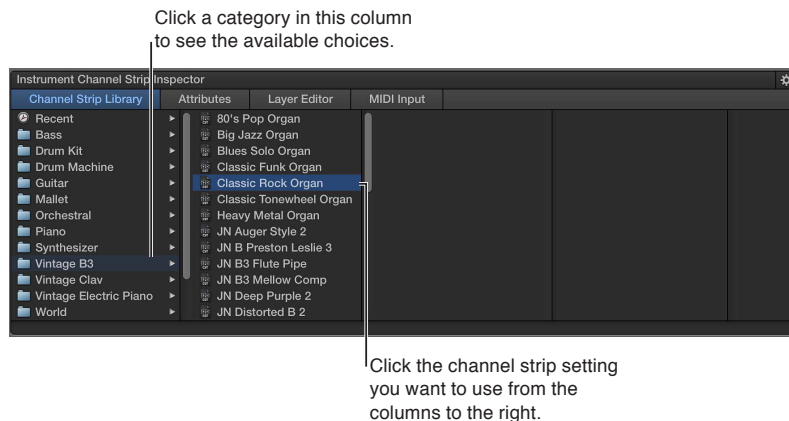 Click a category in this column
to see the available choices.
Instrument Channel Strip Inspector
Channel Strip Library
Attributes
Layer Editor
MIDI Input
Recent
Bass
Drum Kit
Drum Machine
Guitar
Mallet
Orchestral
Piano
Synthesizer
Vintage B3
Vintage Clav
Vintage Electric Piano
World
80's Pop Organ
Big Jazz Organ
Blues Solo Organ
Classic Funk Organ
Classic Rock Organ
Classic Tonewheel Organ
Heavy Metal Organ
JN Auger Style 2
JN B Preston Leslie 3
JN B3 Flute Pipe
JN B3 Mellow Comp
JN Deep Purple 2
JN Distorted B 2
Click the channel strip setting
you want to use from the
columns to the right.